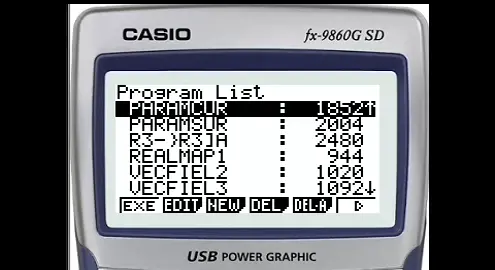 CASIO fx-9860G SD
Program List
PARAMCUR : 1852↑
PARAMSUR : 2004
R3->R3JA : 2480
REALMAP1 : 944
VECFIEL2 : 1020
VECFIEL3 : 1092↓
EXE EDIT NEW DEL DEL·A ▷
USB POWER GRAPHIC